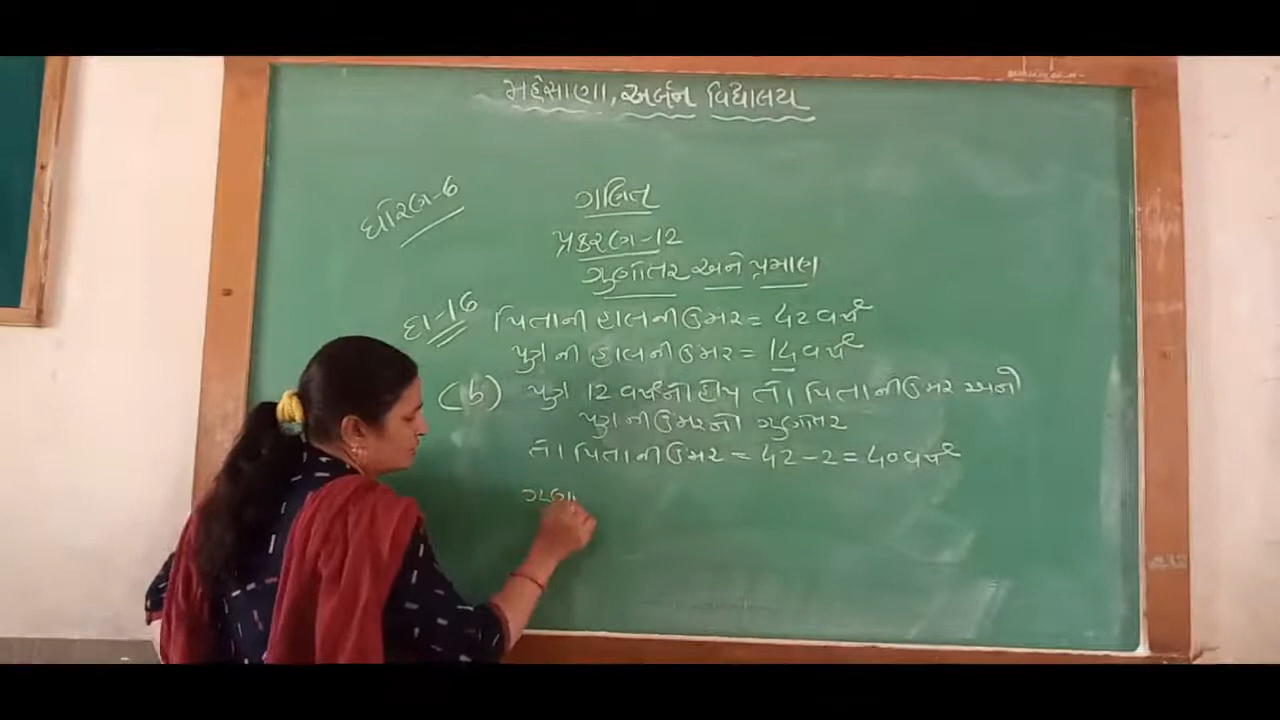 મહેસાણા, અર્બન વિદ્યાલય
ધોરણ-6
ગણિત
પ્રકરણ-12
ગુણોત્તર અને પ્રમાણ
દા-16
પિતાની હાલની ઉંમર = 42 વર્ષ
પુત્રની હાલની ઉંમર = 14 વર્ષ
(b) પુત્ર 12 વર્ષનો હોય તો પિતાની ઉંમર અને
પુત્રની ઉંમરનો ગુણોતર
તો પિતાની ઉંમર = 42 - 2 = 40 વર્ષ